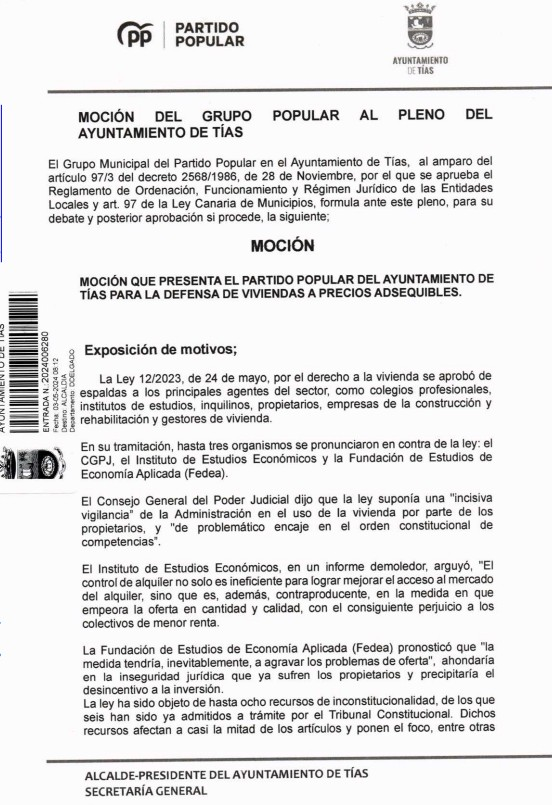 PARTIDO
POPULAR
AYUNTAMIENTO
DE TÍAS
MOCIÓN DEL GRUPO POPULAR AL PLENO DEL
AYUNTAMIENTO DE TÍAS
El Grupo Municipal del Partido Popular en el Ayuntamiento de Tías, al amparo del
artículo 97/3 del decreto 2568/1986, de 28 de Noviembre, por el que se aprueba el
Reglamento de Ordenación, Funcionamiento y Régimen Jurídico de las Entidades
Locales y art. 97 de la Ley Canaria de Municipios, formula ante este pleno, para su
debate y posterior aprobación si procede, la siguiente;
MOCIÓN
MOCIÓN QUE PRESENTA EL PARTIDO POPULAR DEL AYUNTAMIENTO DE
TÍAS PARA LA DEFENSA DE VIVIENDAS A PRECIOS ADSEQUIBLES.
AYUNTAMIENTO DE TÍAS
ENTRADA N.:2024006280
Fecha: 03-05-2024 08:12
Destino: ALCALDIA
Departamento: DDELGADO
Exposición de motivos;
La Ley 12/2023, de 24 de mayo, por el derecho a la vivienda se aprobó de
espaldas a los principales agentes del sector, como colegios profesionales,
institutos de estudios, inquilinos, propietarios, empresas de la construcción y
rehabilitación y gestores de vivienda.
En su tramitación, hasta tres organismos se pronunciaron en contra de la ley: el
CGPJ, el Instituto de Estudios Económicos y la Fundación de Estudios de
Economía Aplicada (Fedea).
El Consejo General del Poder Judicial dijo que la ley suponía una "incisiva
vigilancia" de la Administración en el uso de la vivienda por parte de los
propietarios, y "de problemático encaje en el orden constitucional de
competencias".
El Instituto de Estudios Económicos, en un informe demoledor, arguyó, "El
control de alquiler no solo es ineficiente para lograr mejorar el acceso al mercado
del alquiler, sino que es, además, contraproducente, en la medida en que
empeora la oferta en cantidad y calidad, con el consiguiente perjuicio a los
colectivos de menor renta.
La Fundación de Estudios de Economía Aplicada (Fedea) pronosticó que "la
medida tendría, inevitablemente, a agravar los problemas de oferta", ahondaría
en la inseguridad jurídica que ya sufren los propietarios y precipitaría el
desincentivo a la inversión.
La ley ha sido objeto de hasta ocho recursos de inconstitucionalidad, de los que
seis han sido ya admitidos a trámite por el Tribunal Constitucional. Dichos
recursos afectan a casi la mitad de los artículos y ponen el foco, entre otras
ALCALDE-PRESIDENTE DEL AYUNTAMIENTO DE TÍAS
SECRETARÍA GENERAL